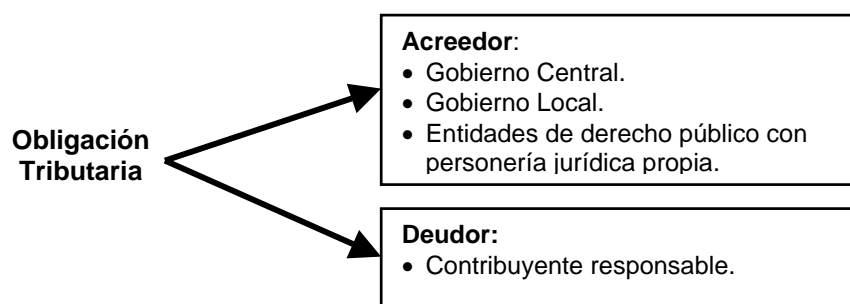 Obligación
Tributaria
Acreedor:
• Gobierno Central.
• Gobierno Local.
• Entidades de derecho público con
personería jurídica propia.
Deudor:
• Contribuyente responsable.